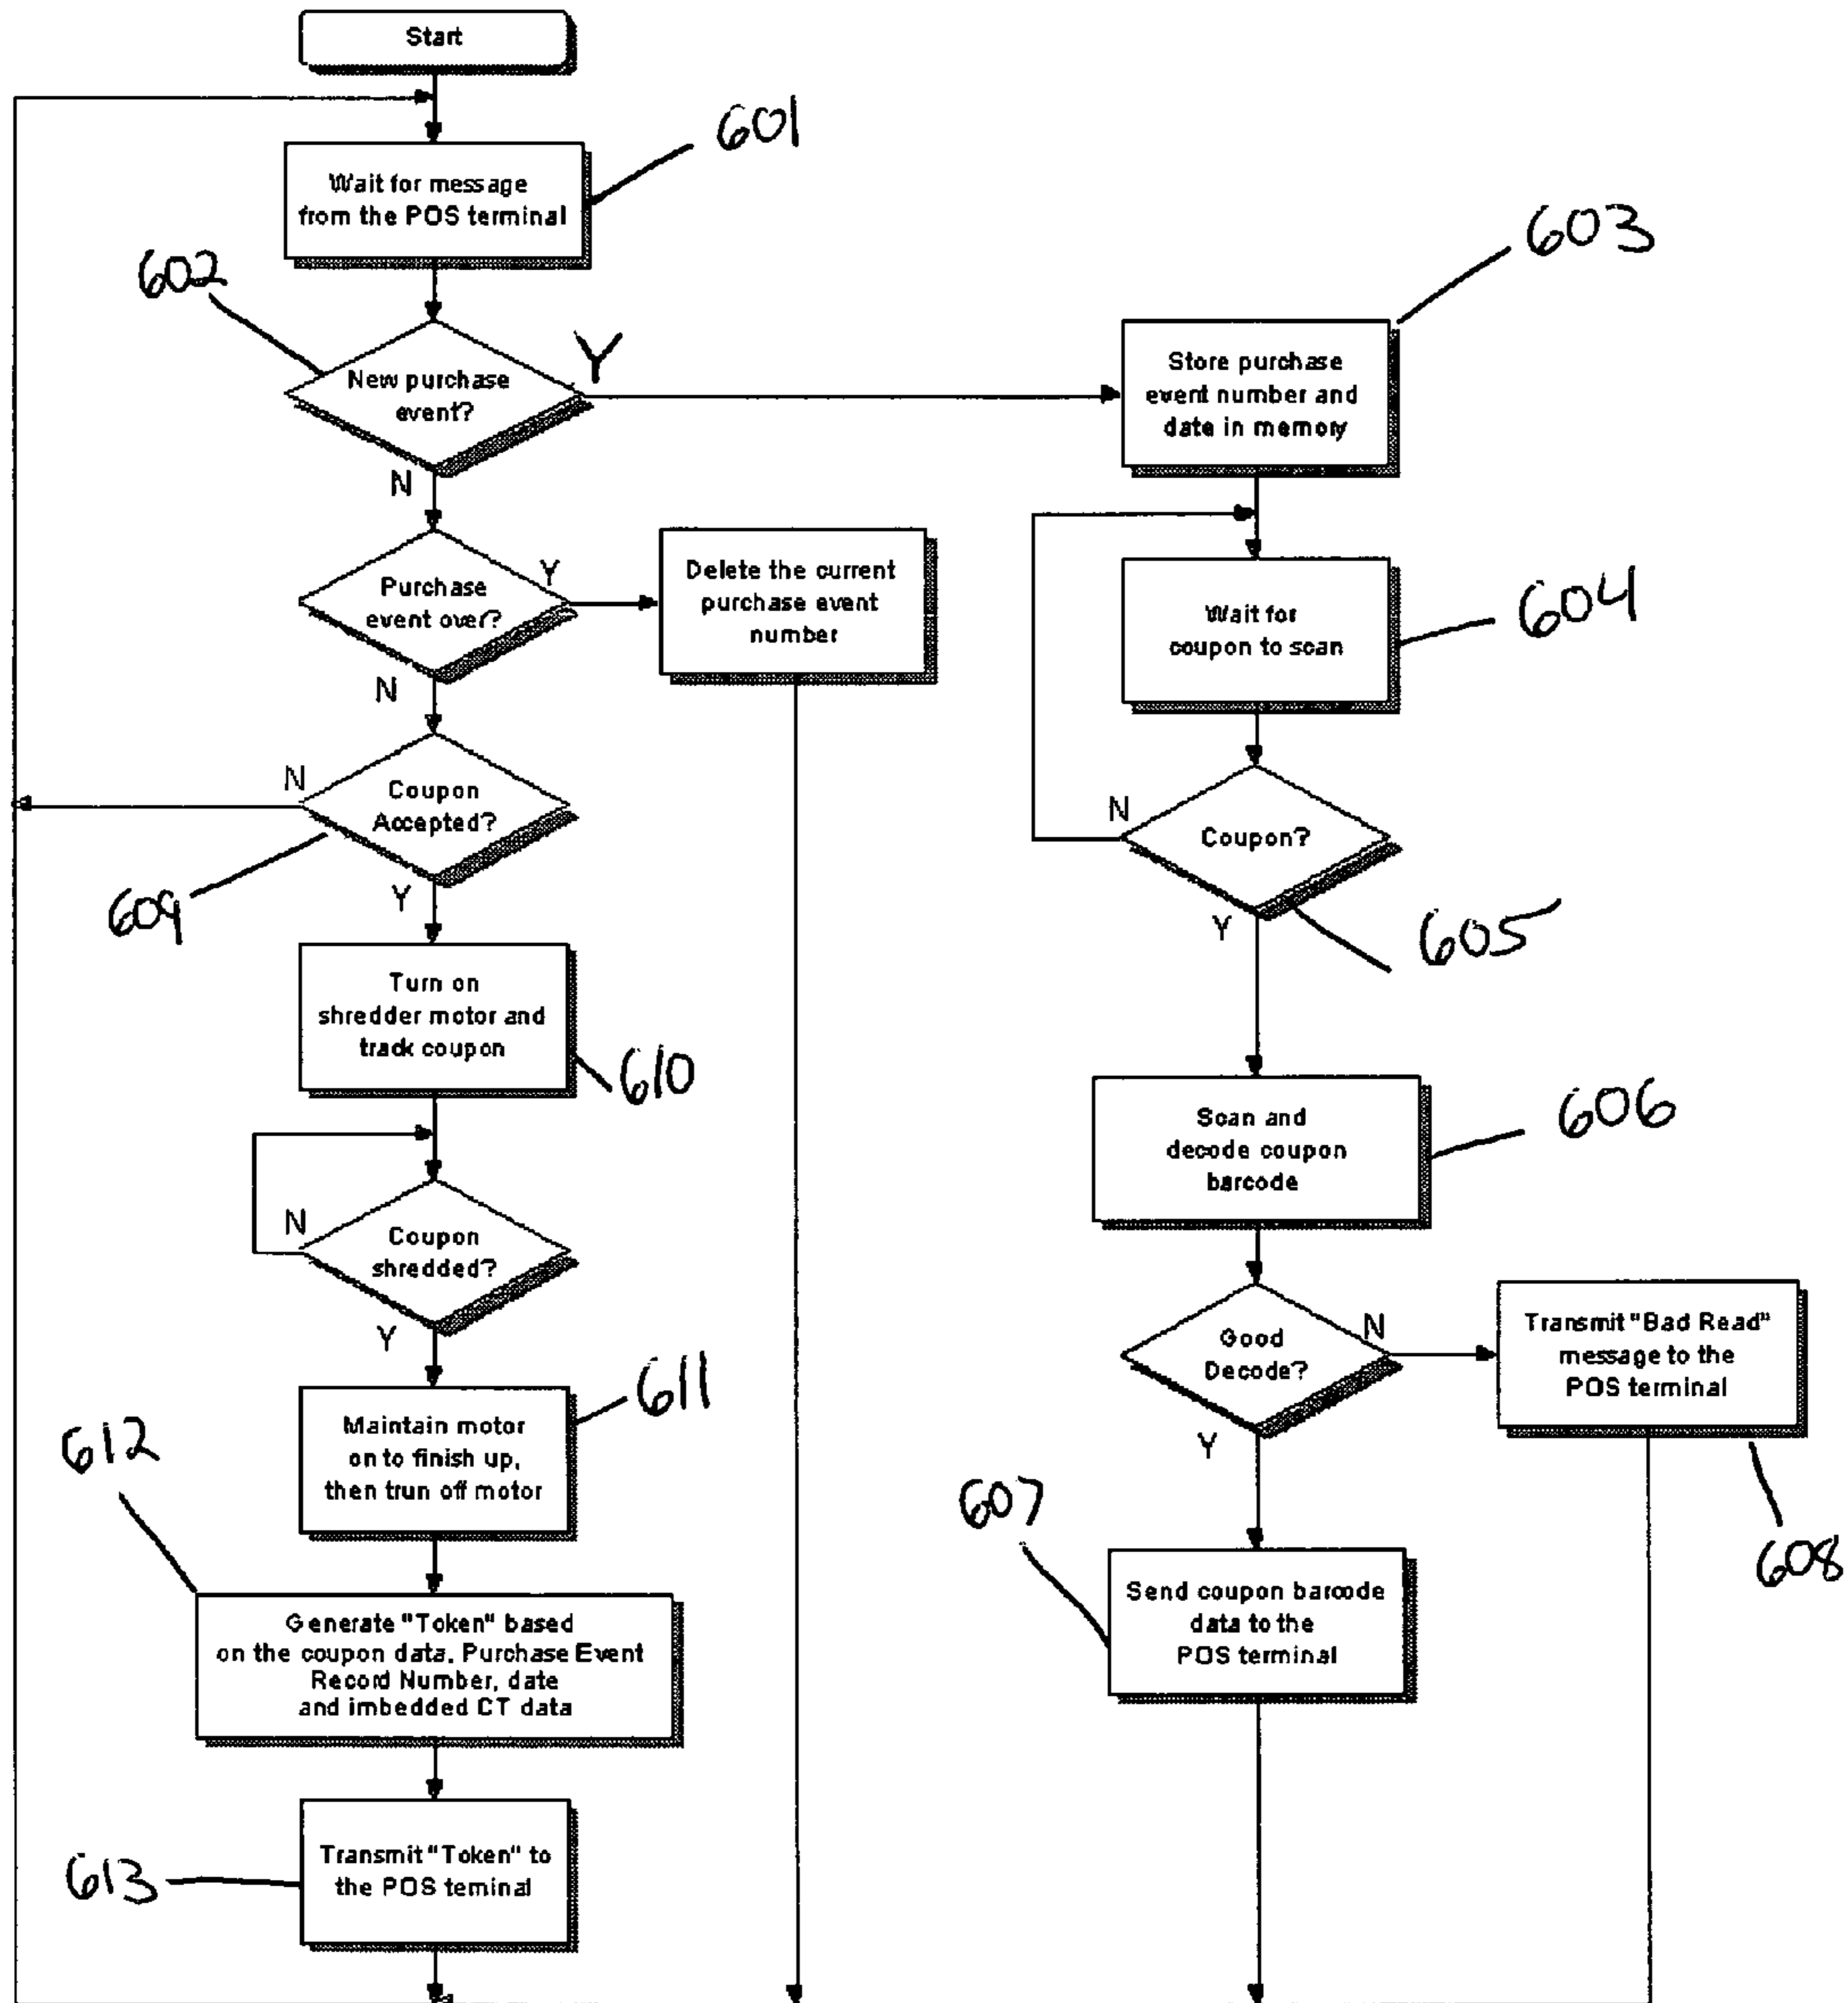 Start
601
Wait for message
from the POS terminal
602
New purchase
event?
Y
N
603
Store purchase
event number and
date in memory
Purchase
event over?
Y
N
Delete the current
purchase event
number
Wait for
coupon to scan
604
Coupon
Accepted?
N
Y
609
Coupon?
N
Y
605
Turn on
shredder motor and
track coupon
610
Scan and
decode coupon
barcode
606
Coupon
shredded?
N
Y
Good
Decode?
N
Y
Transmit "Bad Read"
message to the
POS terminal
608
611
Maintain motor
on to finish up,
then trun off motor
612
607
Send coupon barcode
data to the
POS terminal
Generate "Token" based
on the coupon data, Purchase Event
Record Number, date
and imbedded CT data
Transmit "Token" to
the POS teminal
613